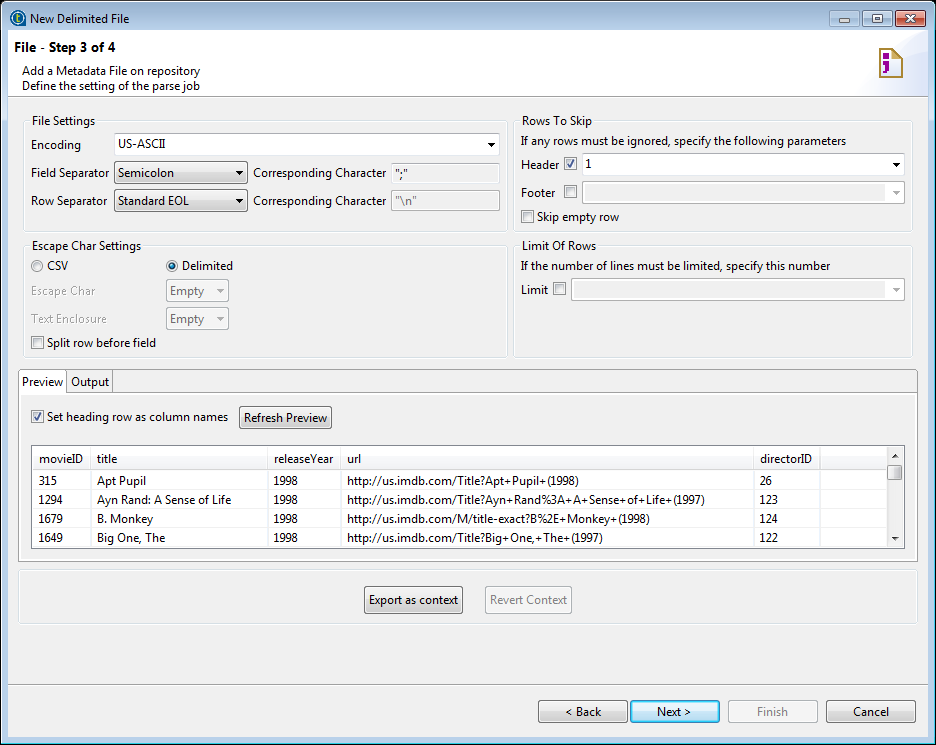 New Delimited File
File - Step 3 of 4
Add a Metadata File on repository
Define the setting of the parse job
File Settings
Encoding US-ASCII
Field Separator Semicolon Corresponding Character ";"
Row Separator Standard EOL Corresponding Character "\n"
Rows To Skip
If any rows must be ignored, specify the following parameters
Header 1
Footer
Skip empty row
Escape Char Settings
CSV Delimited
Escape Char Empty
Text Enclosure Empty
Split row before field
Limit Of Rows
If the number of lines must be limited, specify this number
Limit
Preview Output
Set heading row as column names Refresh Preview
movieID title releaseYear url directorID
315 Apt Pupil 1998 http://us.imdb.com/Title?Apt+Pupil+(1998) 26
1294 Ayn Rand: A Sense of Life 1998 http://us.imdb.com/Title?Ayn+Rand%3A+A+Sense+of+Life+(1997) 123
1679 B. Monkey 1998 http://us.imdb.com/M/title-exact?B%2E+Monkey+(1998) 124
1649 Big One, The 1998 http://us.imdb.com/Title?Big+One,+The+(1997) 122
Export as context Revert Context
< Back Next > Finish Cancel